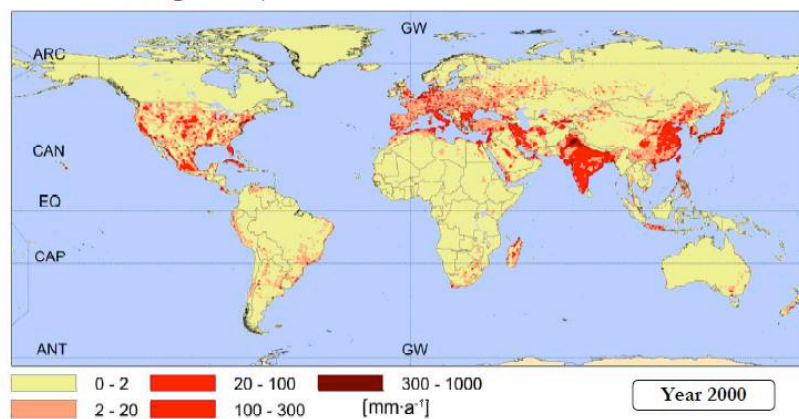 GW
ARC
CAN
EQ
CAP
ANT
GW
0 - 2
20 - 100
300 - 1000
2 - 20
100 - 300
[mm·a⁻¹]
Year 2000